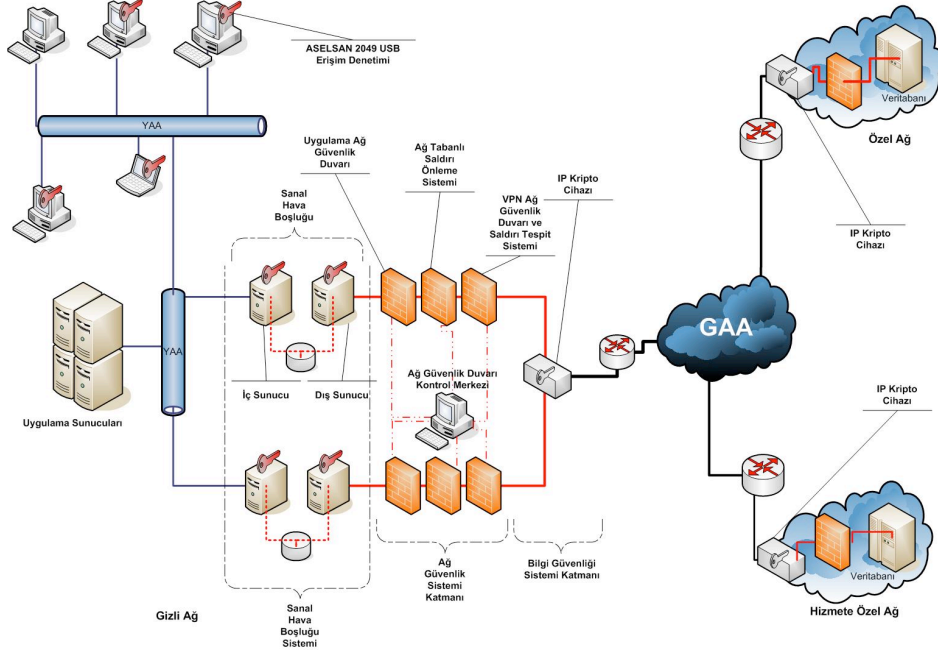 ASELSAN 2049 USB
Erişim Denetimi
YAA
Uygulama Ağ
Güvenlik
Duvarı
Ağ Tabanlı
Saldırı
Önleme
Sistemi
IP Kripto
Cihazı
VPN Ağ
Güvenlik
Duvarı ve
Saldırı Tespit
Sistemi
Sanal
Hava
Boşluğu
Veritabanı
Özel Ağ
IP Kripto
Cihazı
GAA
YAA
Uygulama Sunucuları
İç Sunucu
Dış Sunucu
Ağ Güvenlik Duvarı
Kontrol Merkezi
IP Kripto
Cihazı
Ağ
Güvenlik
Sistemi
Katmanı
Bilgi Güvenliği
Sistemi Katmanı
Veritabanı
Hizmete Özel Ağ
Gizli Ağ
Sanal
Hava
Boşluğu
Sistemi